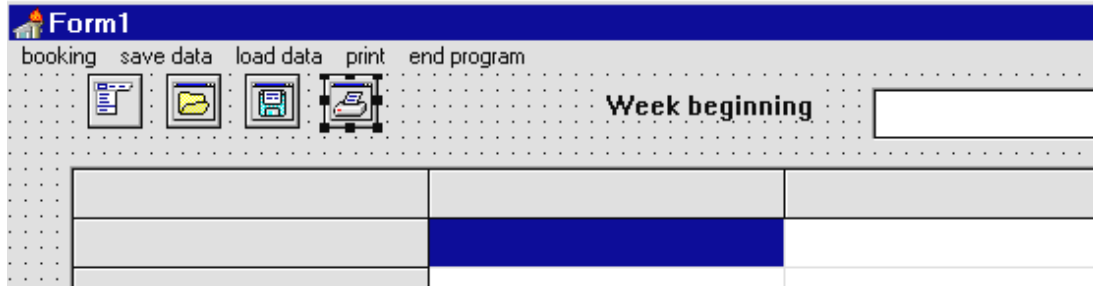 Form1
booking save data load data print end program
Week beginning